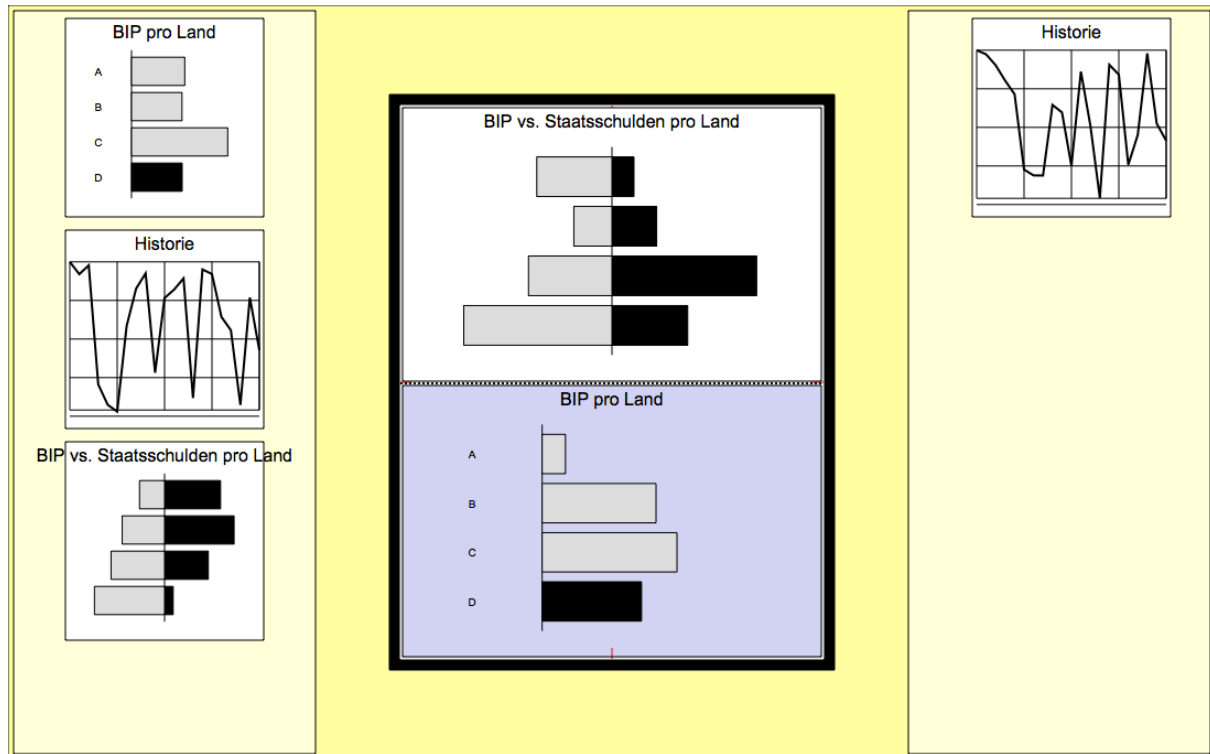 BIP pro Land
A
B
C
D
Historie
BIP vs. Staatsschulden pro Land
BIP vs. Staatsschulden pro Land
BIP pro Land
A
B
C
D
Historie